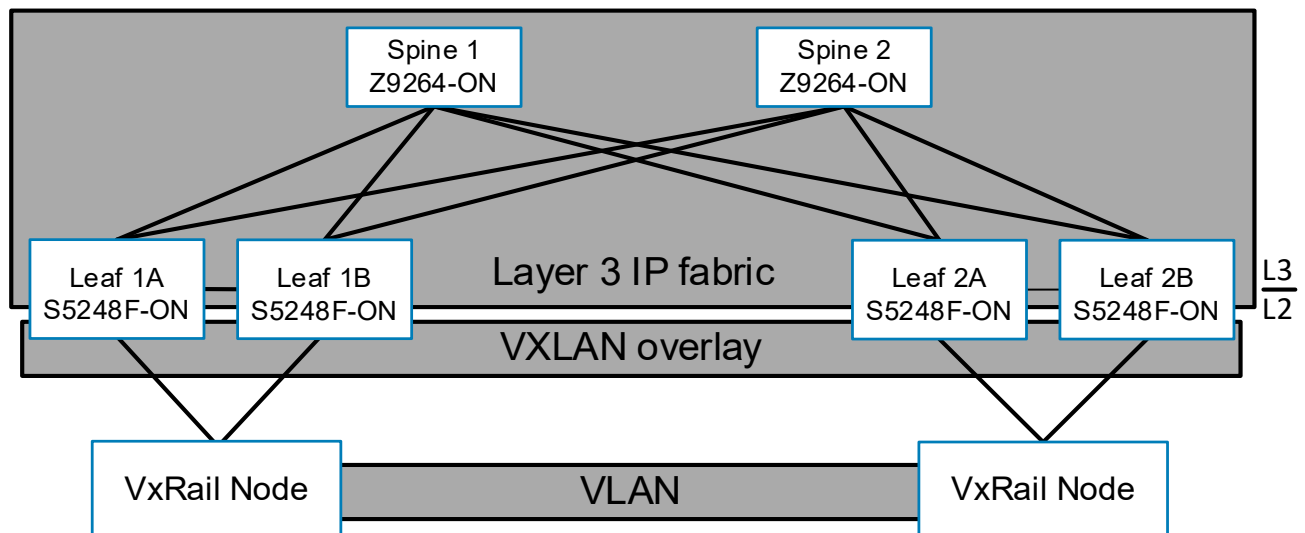 Spine 1
Z9264-ON
Spine 2
Z9264-ON
Leaf 1A
S5248F-ON
Leaf 1B
S5248F-ON
Layer 3 IP fabric
Leaf 2A
S5248F-ON
Leaf 2B
S5248F-ON
L3
L2
VXLAN overlay
VxRail Node
VLAN
VxRail Node